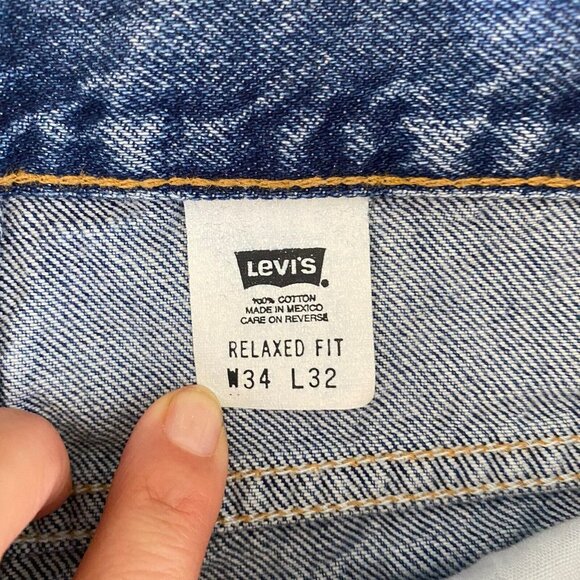 Levi's
100% COTTON
MADE IN MEXICO
CARE ON REVERSE
RELAXED FIT
W34 L32